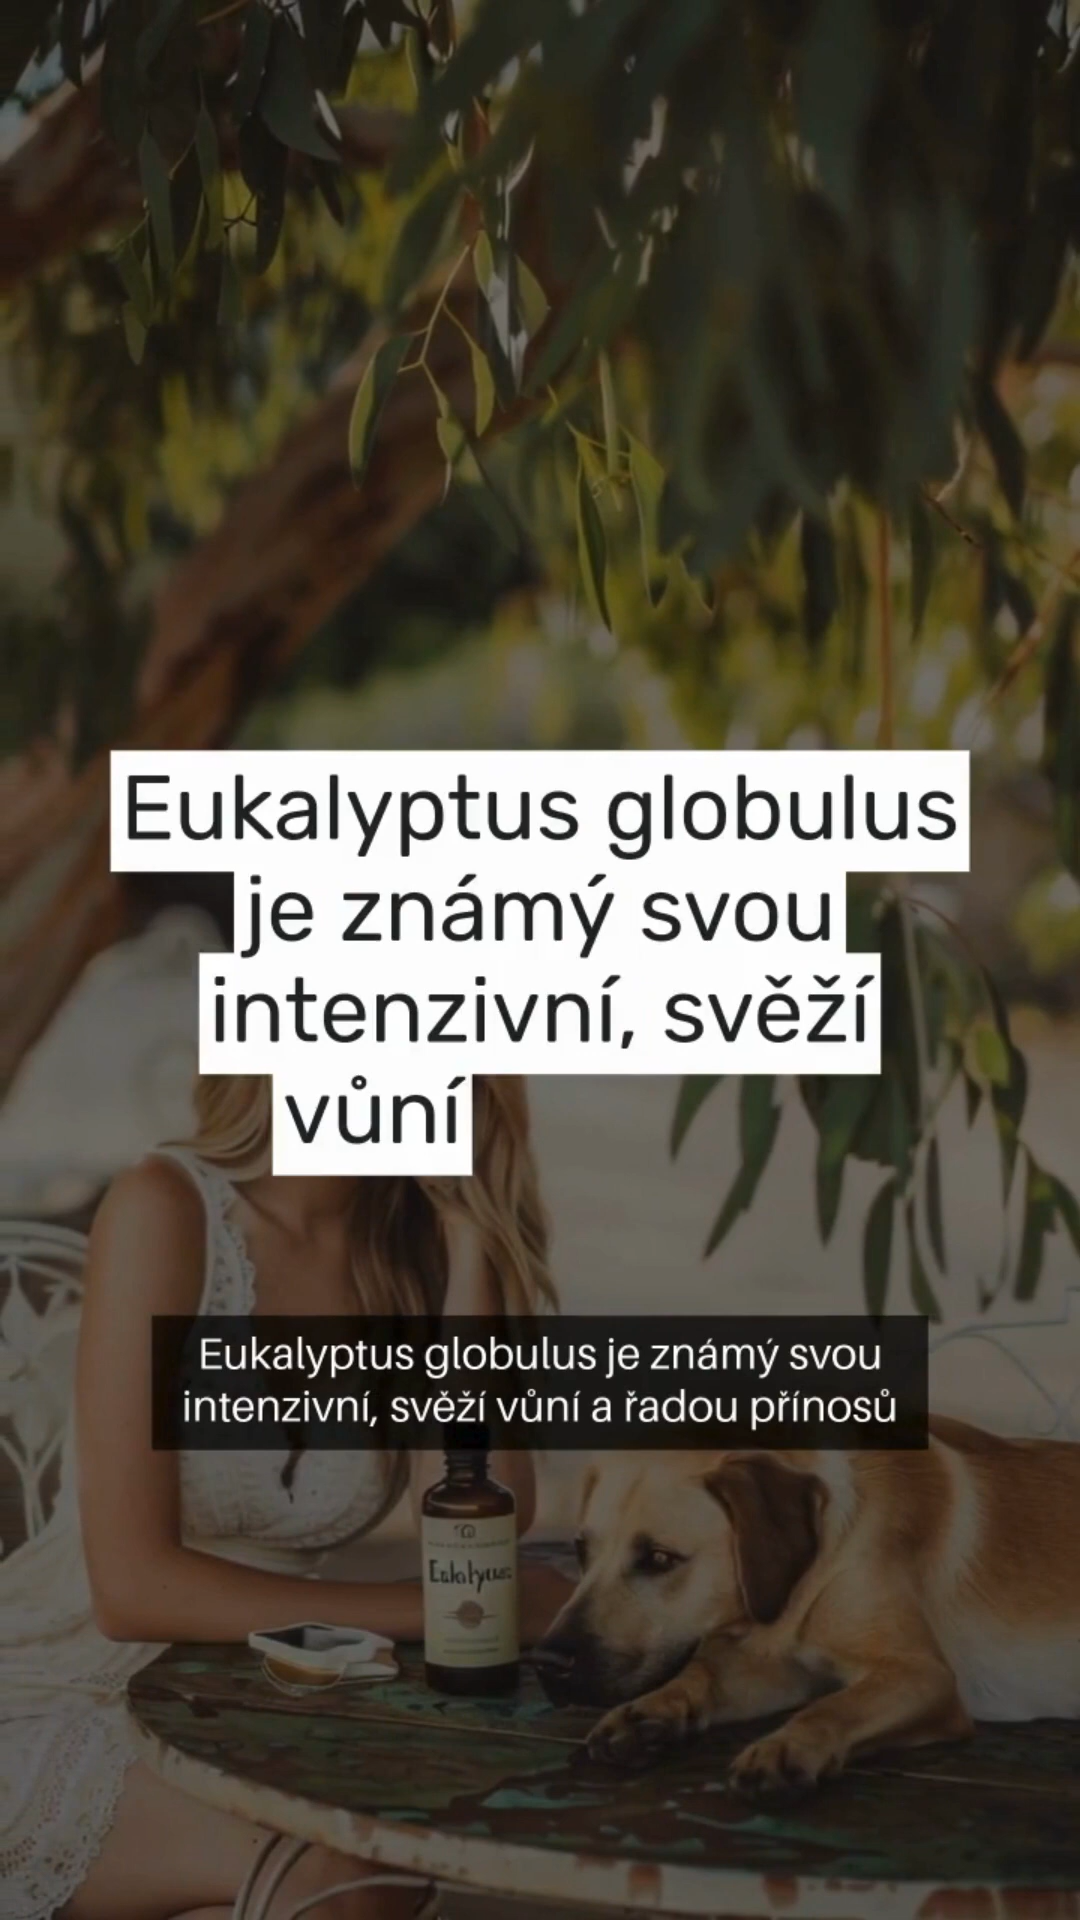 Eukalyptus globulus
je známý svou
intenzivní, svěží
vůní
Eukalyptus globulus je známý svou
intenzivní, svěží vůní a řadou přínosů